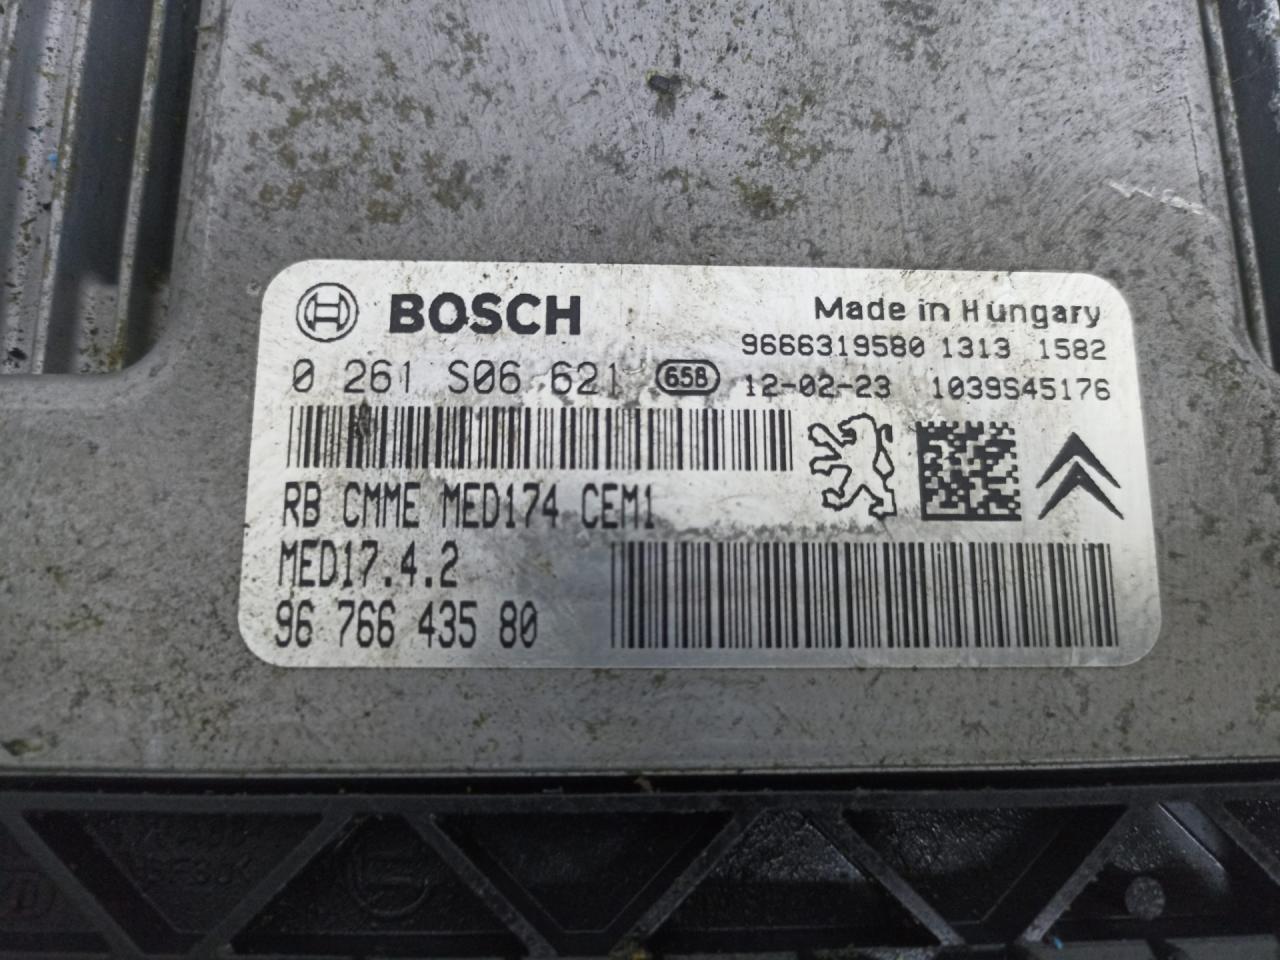 BOSCH
Made in Hungary
9666319580 1313 1582
0 261 S06 621 658 12-02-23 1039S45176
RB CMME MED174 CEM1
MED17.4.2
96 766 435 80